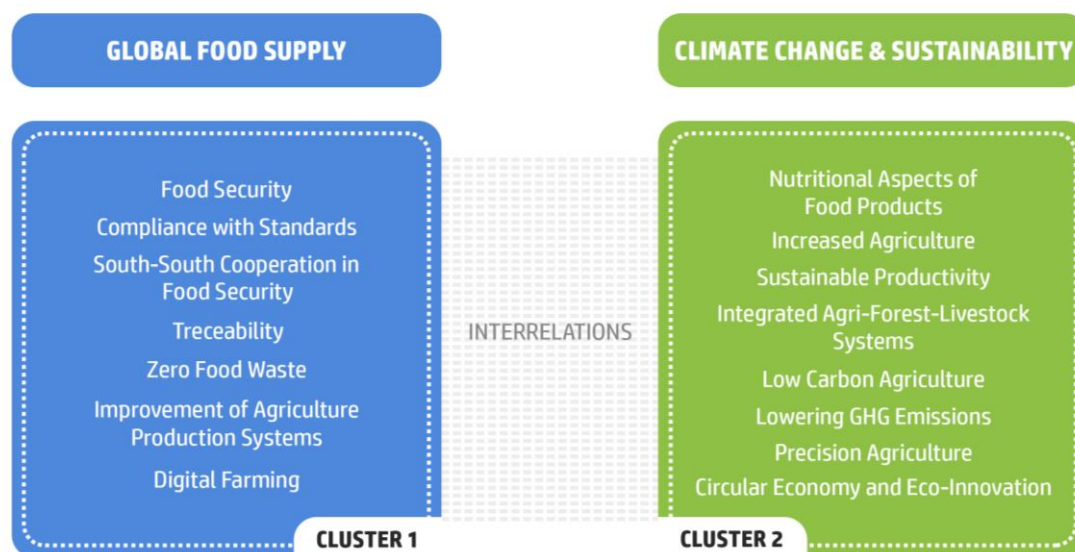 GLOBAL FOOD SUPPLY
CLIMATE CHANGE & SUSTAINABILITY
Food Security
Compliance with Standards
South-South Cooperation in
Food Security
Treceability
Zero Food Waste
Improvement of Agriculture
Production Systems
Digital Farming
CLUSTER 1
INTERRELATIONS
Nutritional Aspects of
Food Products
Increased Agriculture
Sustainable Productivity
Integrated Agri-Forest-Livestock
Systems
Low Carbon Agriculture
Lowering GHG Emissions
Precision Agriculture
Circular Economy and Eco-Innovation
CLUSTER 2